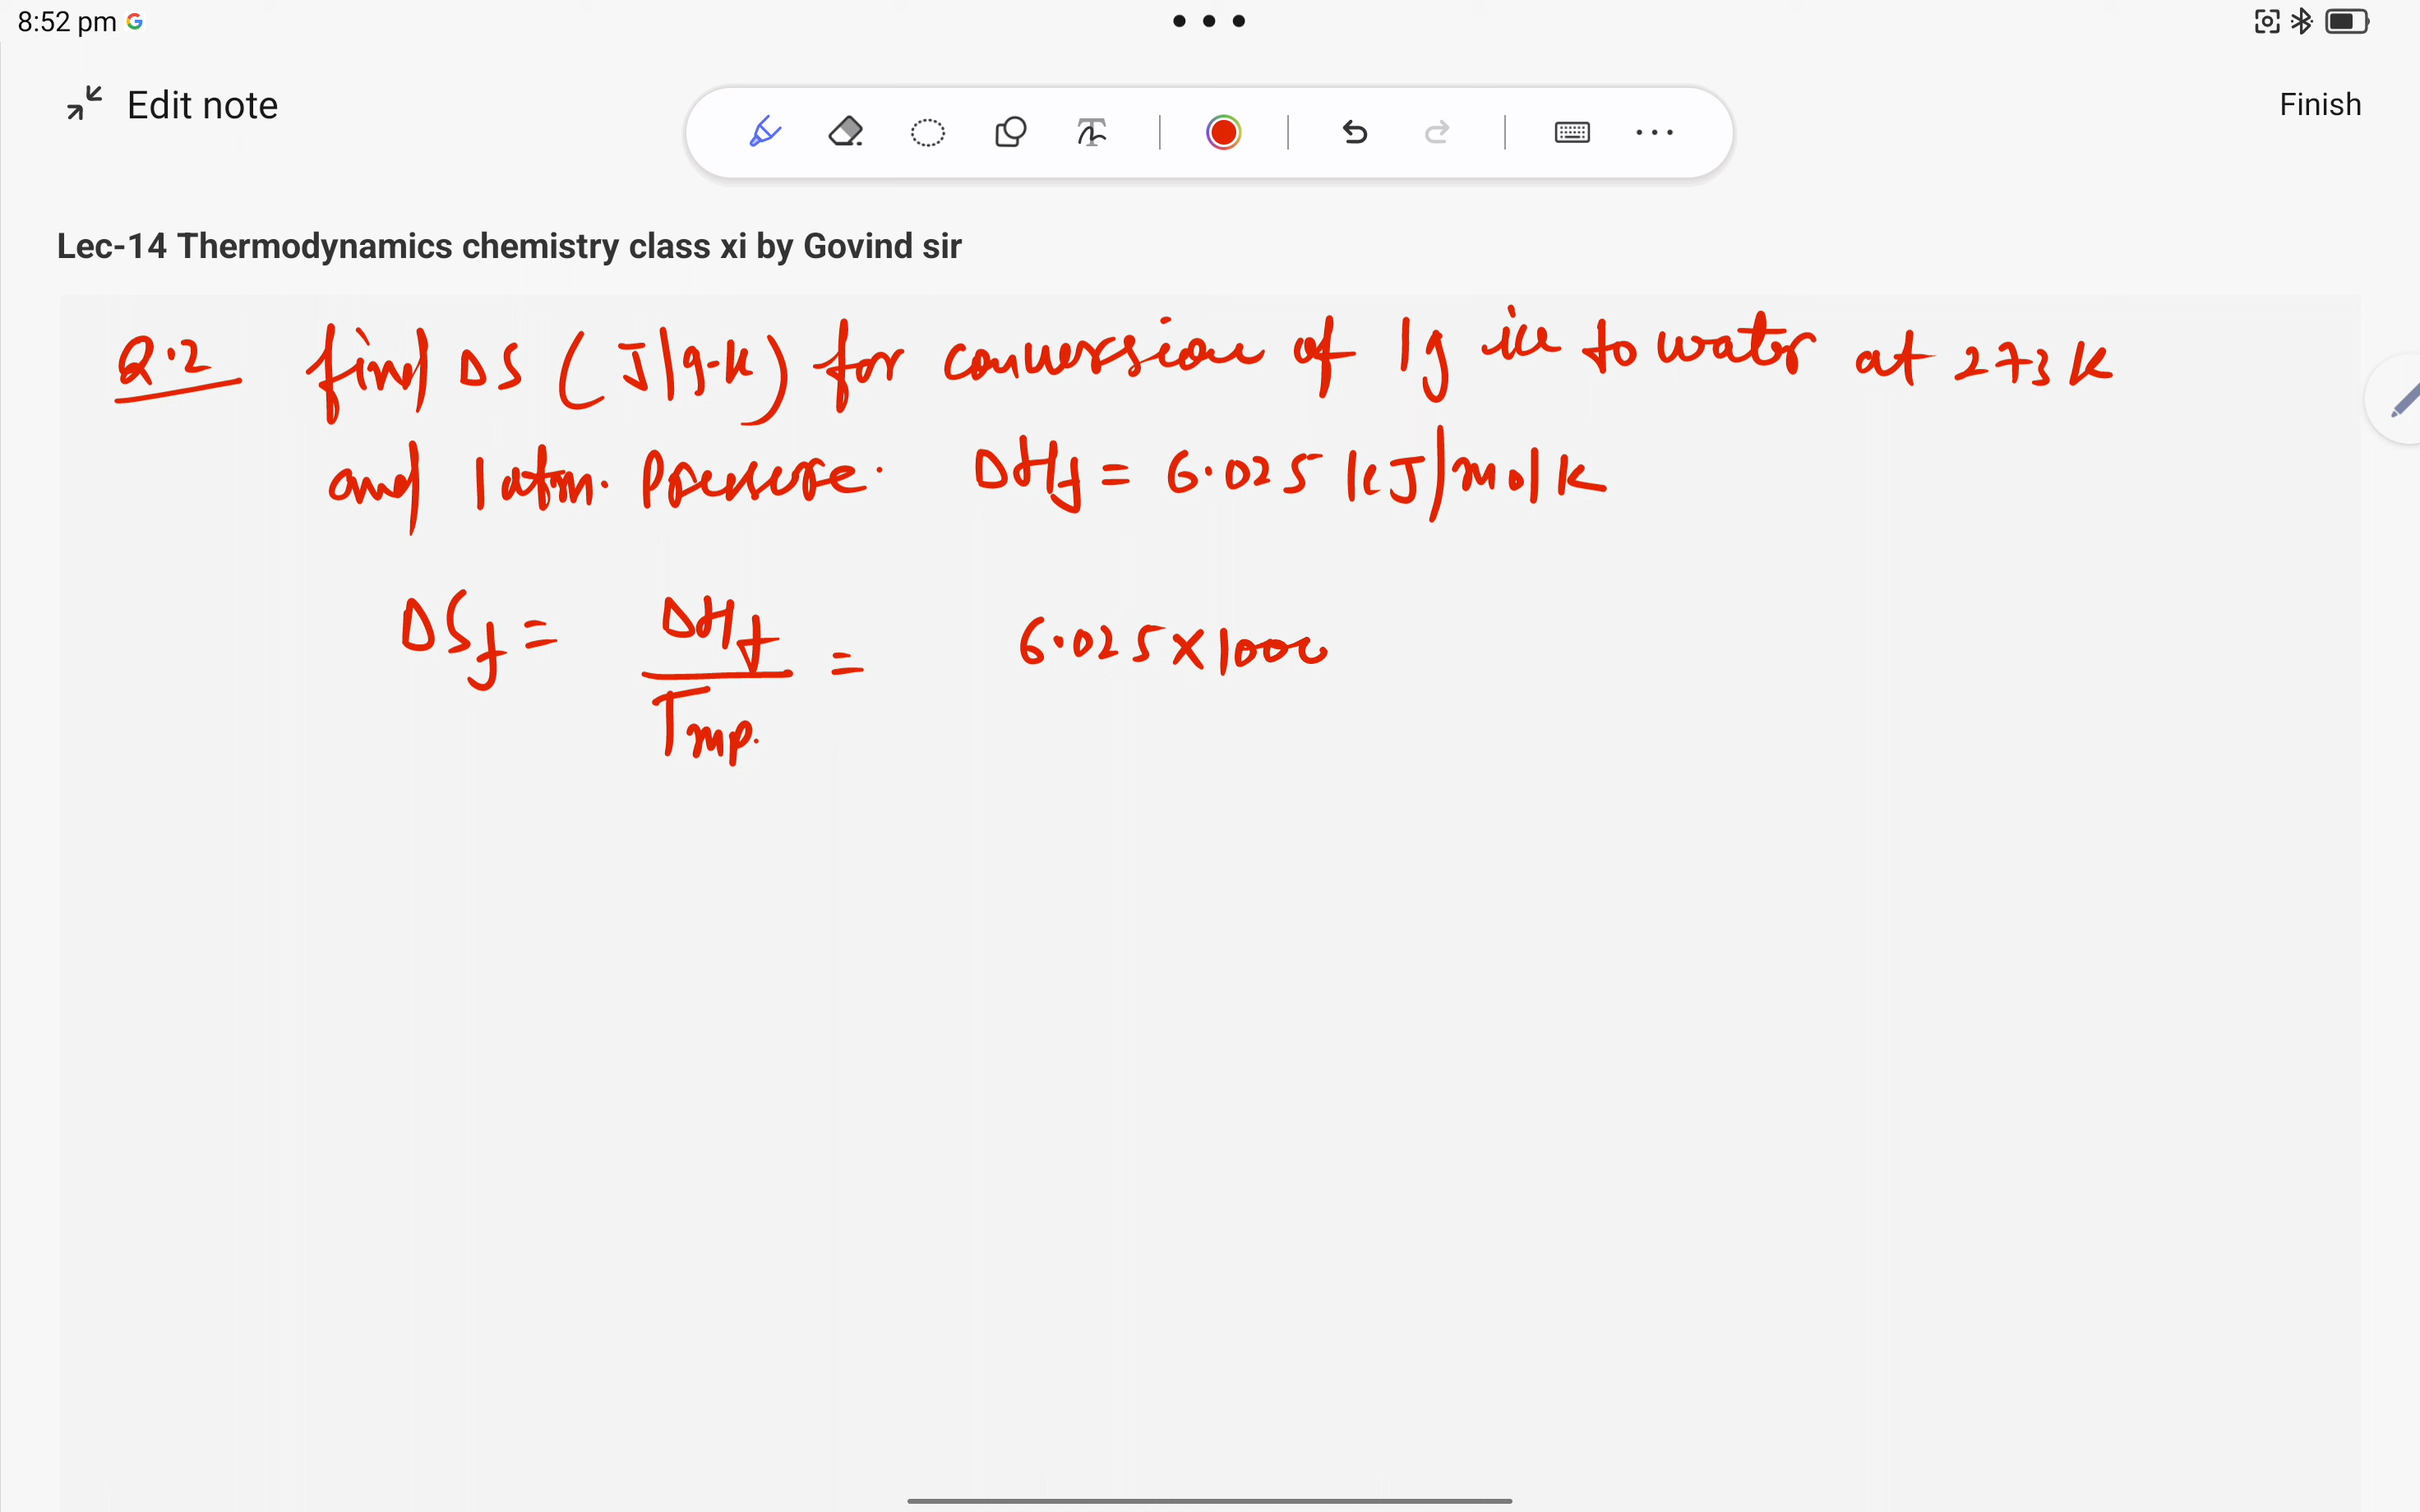 8:52 pm
Edit note
Finish
Lec-14 Thermodynamics chemistry class xi by Govind sir
Q.2 find ΔS (J/g-k) for conversion of 1g ice to water at 273 k
and 1 atm. Pressure. ΔHf = 6.025 kJ/mol k
ΔSf = ΔHf / Tmp. = 6.025×1000